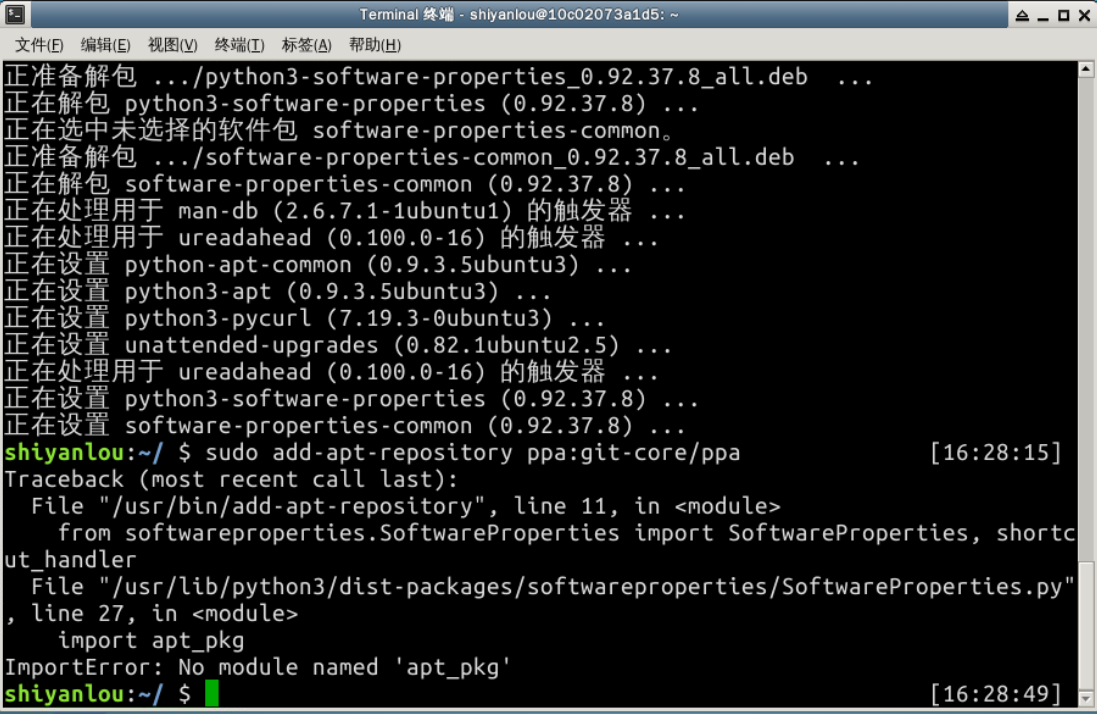 Terminal 终端 - shiyanlou@10c02073a1d5: ~
文件(F) 编辑(E) 视图(V) 终端(T) 标签(A) 帮助(H)
正准备解包 .../python3-software-properties_0.92.37.8_all.deb  ...
正在解包 python3-software-properties (0.92.37.8) ...
正在选中未选择的软件包 software-properties-common。
正准备解包 .../software-properties-common_0.92.37.8_all.deb  ...
正在解包 software-properties-common (0.92.37.8) ...
正在处理用于 man-db (2.6.7.1-1ubuntu1) 的触发器 ...
正在处理用于 ureadahead (0.100.0-16) 的触发器 ...
正在设置 python-apt-common (0.9.3.5ubuntu3) ...
正在设置 python3-apt (0.9.3.5ubuntu3) ...
正在设置 python3-pycurl (7.19.3-0ubuntu3) ...
正在设置 unattended-upgrades (0.82.1ubuntu2.5) ...
正在处理用于 ureadahead (0.100.0-16) 的触发器 ...
正在设置 python3-software-properties (0.92.37.8) ...
正在设置 software-properties-common (0.92.37.8) ...
shiyanlou:~/ $ sudo add-apt-repository ppa:git-core/ppa [16:28:15]
Traceback (most recent call last):
  File "/usr/bin/add-apt-repository", line 11, in <module>
    from softwareproperties.SoftwareProperties import SoftwareProperties, shortc
ut_handler
  File "/usr/lib/python3/dist-packages/softwareproperties/SoftwareProperties.py"
, line 27, in <module>
    import apt_pkg
ImportError: No module named 'apt_pkg'
shiyanlou:~/ $ [16:28:49]